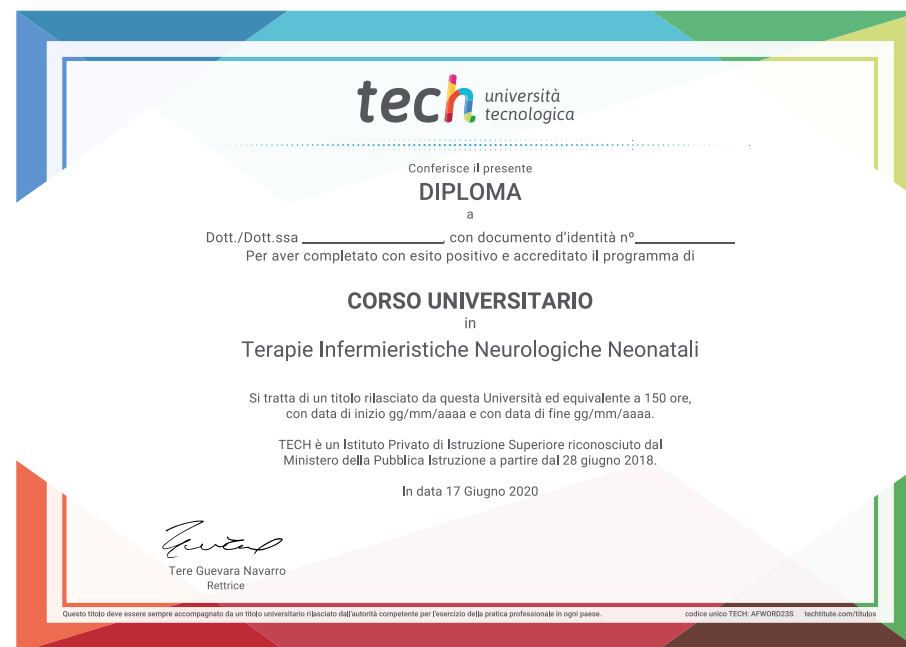 tech università
tecnologica
Conferisce il presente
DIPLOMA
a
Dott./Dott.ssa ________________, con documento d'identità nº____________
Per aver completato con esito positivo e accreditato il programma di
CORSO UNIVERSITARIO
in
Terapie Infermieristiche Neurologiche Neonatali
Si tratta di un titolo rilasciato da questa Università ed equivalente a 150 ore,
con data di inizio gg/mm/aaaa e con data di fine gg/mm/aaaa.
TECH è un Istituto Privato di Istruzione Superiore riconosciuto dal
Ministero della Pubblica Istruzione a partire dal 28 giugno 2018.
In data 17 Giugno 2020
Tere Guevara Navarro
Rettrice
Questo titolo deve essere sempre accompagnato da un titolo universitario rilasciato dall'autorità competente per l'esercizio della pratica professionale in ogni paese. codice unico TECH: AFWORD23S techtitute.com/títulos